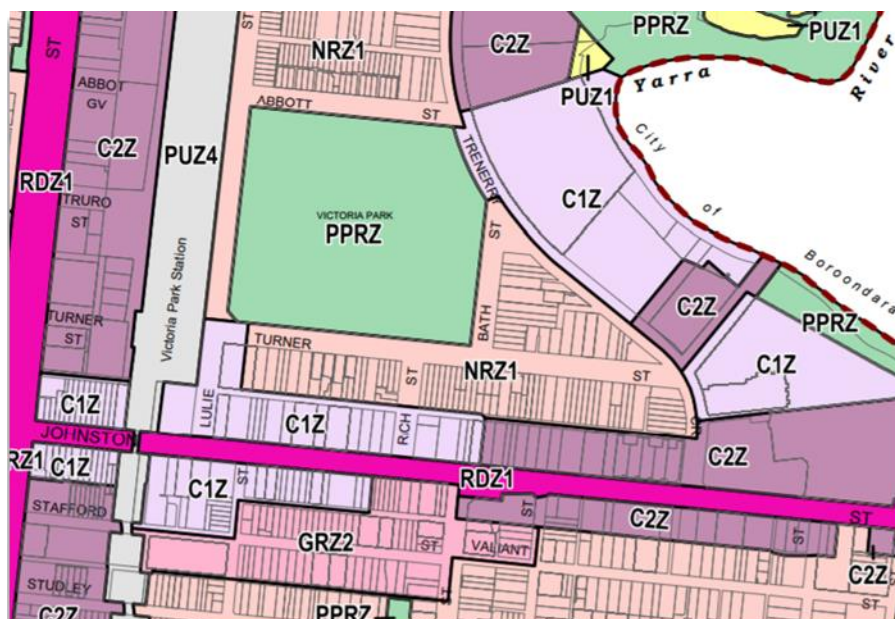 ST
ST
NRZ1
C2Z
PPRZ
PUZ1
River
ABBOT
GV
ABBOTT
ST
PUZ1
Yarra
C2Z
PUZ4
City
of
Boroondara
RDZ1
TRENERRY
C1Z
TRURO
ST
VICTORIA PARK
PPRZ
ST
Victoria Park Station
C2Z
PPRZ
TURNER
ST
TURNER
BATH
NRZ1
ST
ST
C1Z
C1Z
LULIE
C1Z
R.CH
JOHNSTON
RZ1
C1Z
C2Z
C1Z
ST
RDZ1
STAFFORD
ST
C2Z
ST
ST
GRZ2
ST
VALIANT
C2Z
STUDLEY
ST
ST
C2Z
PPRZ